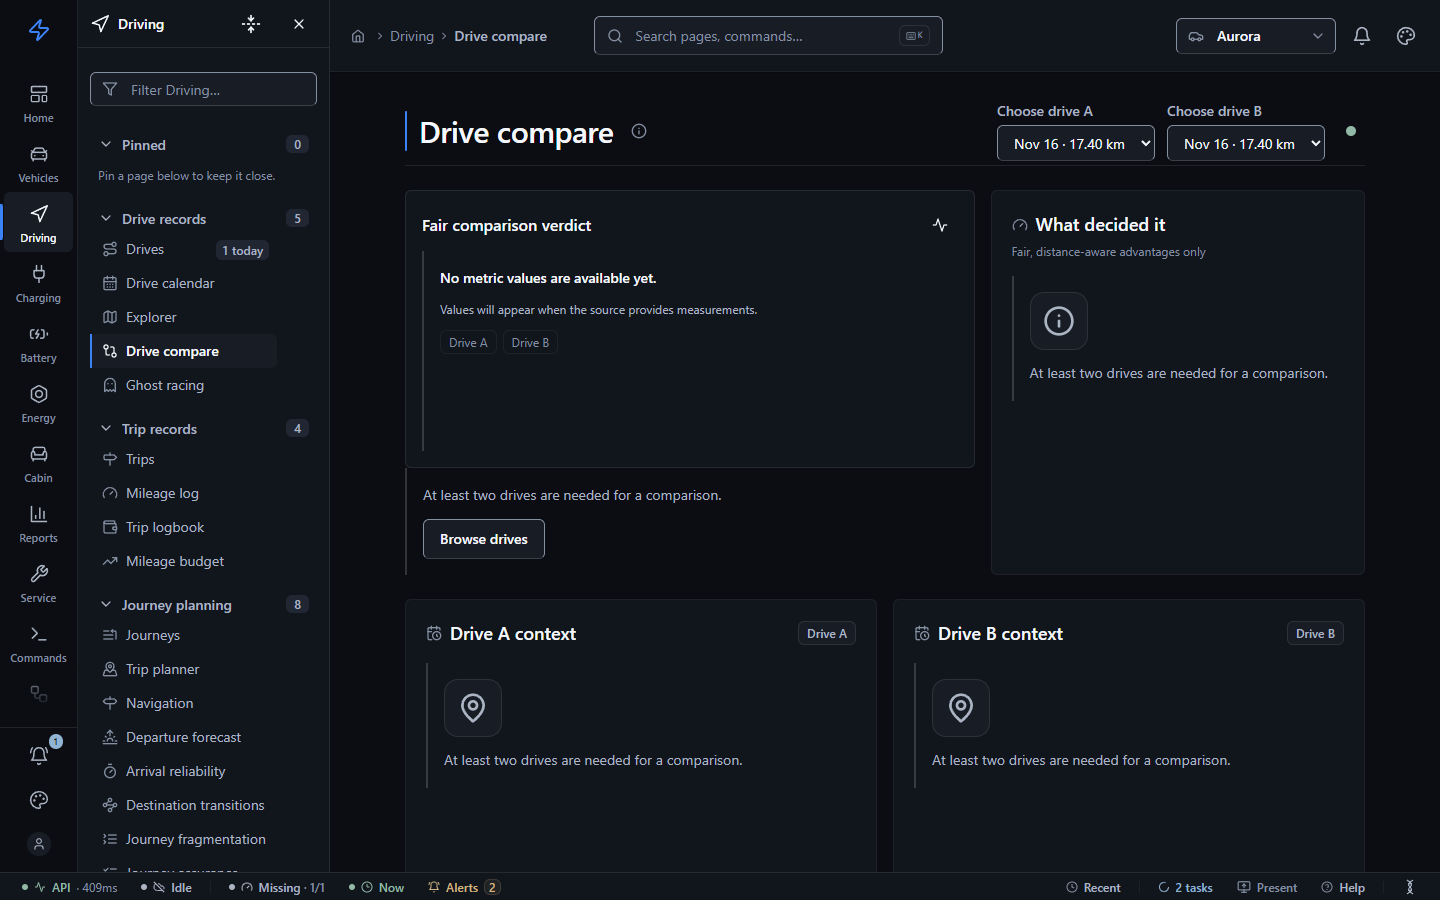 Home
Vehicles
Driving
Charging
Battery
Energy
Cabin
Reports
Service
Commands
1
Driving
Filter Driving...
Pinned 0
Pin a page below to keep it close.
Drive records 5
Drives 1 today
Drive calendar
Explorer
Drive compare
Ghost racing
Trip records 4
Trips
Mileage log
Trip logbook
Mileage budget
Journey planning 8
Journeys
Trip planner
Navigation
Departure forecast
Arrival reliability
Destination transitions
Journey fragmentation
Driving > Drive compare
Search pages, commands... K
Aurora
Drive compare
Choose drive A
Nov 16 · 17.40 km
Choose drive B
Nov 16 · 17.40 km
Fair comparison verdict
No metric values are available yet.
Values will appear when the source provides measurements.
Drive A Drive B
At least two drives are needed for a comparison.
Browse drives
What decided it
Fair, distance-aware advantages only
At least two drives are needed for a comparison.
Drive A context Drive A
At least two drives are needed for a comparison.
Drive B context Drive B
At least two drives are needed for a comparison.
API · 409ms Idle Missing · 1/1 Now Alerts 2 Recent 2 tasks Present Help